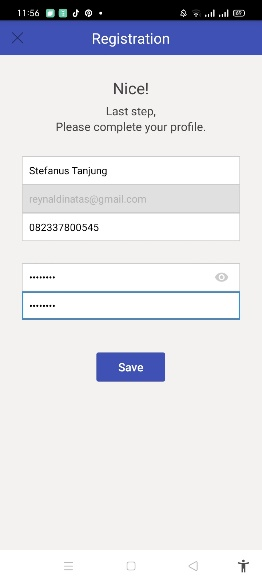 11:56
Registration
Nice!
Last step,
Please complete your profile.
Stefanus Tanjung
reynaldinatas@gmail.com
082337800545
••••••••
••••••••
Save